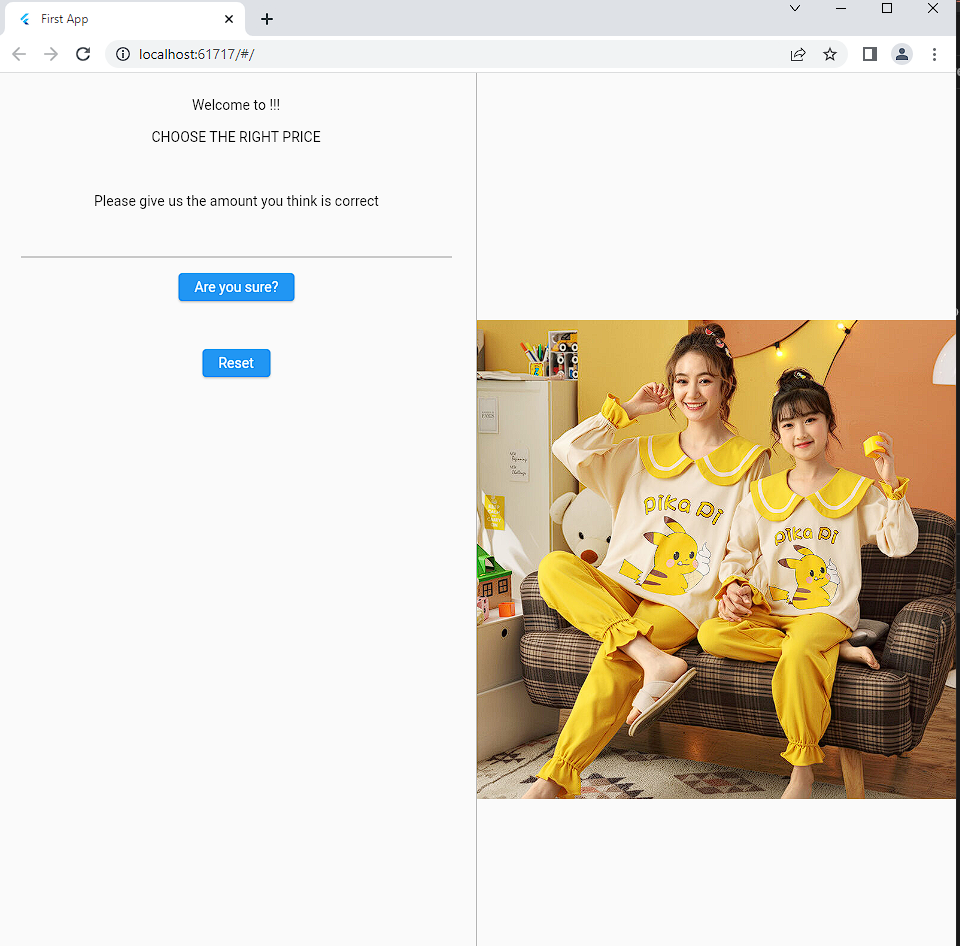 First App
localhost:61717/#/
Welcome to !!!
CHOOSE THE RIGHT PRICE
Please give us the amount you think is correct
Are you sure?
Reset
pika pi
pika pi